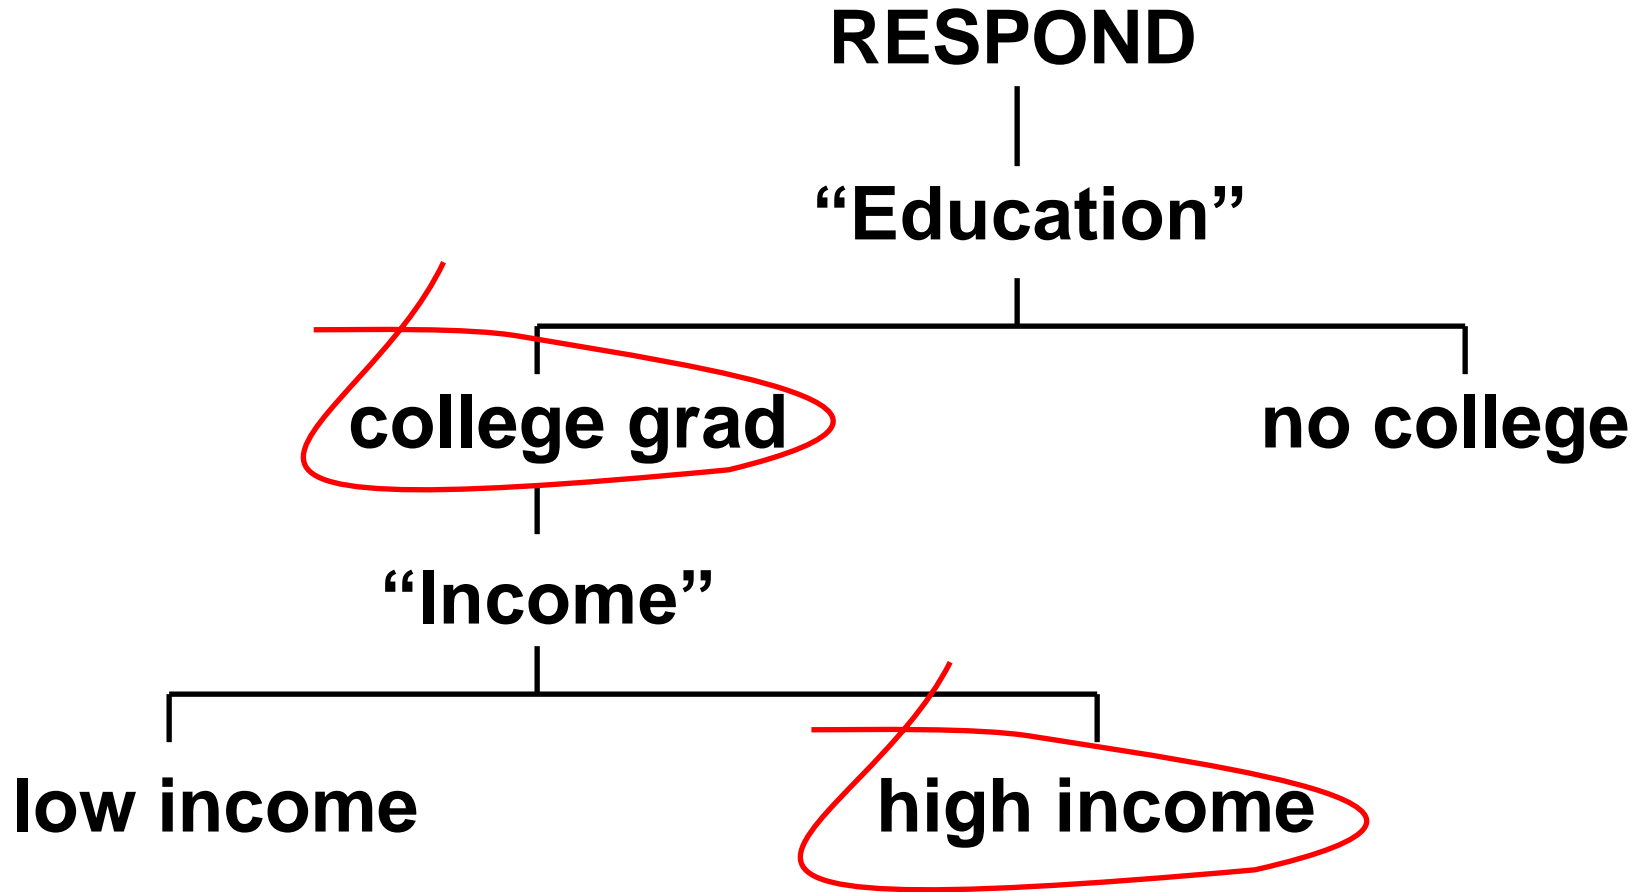 RESPOND
“Education”
college grad no college
“Income”
low income high income